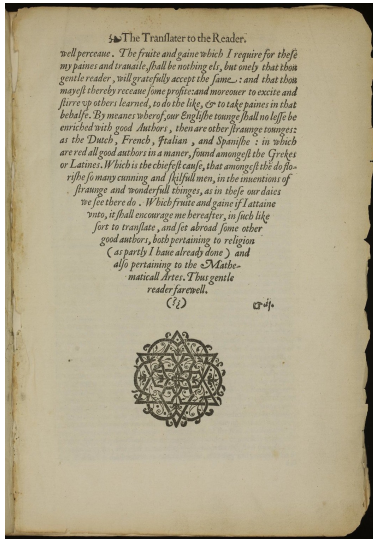 ❧The Translater to the Reader.
well perceaue. The fruite and gaine which I require for these
my paines and trauaile, shall be nothing els, but onely that thou
gentle reader, will gratefully accept the same: and that thou
mayest thereby receaue some profite: and moreouer to excite and
stirre vp others learned, to do the like, & to take paines in that
behalfe. By meanes wherof, our Englishe tounge shall no lesse be
enriched with good Authors, then are other straunge tounges:
as the Dutch, French, Italian, and Spanishe: in which
are red all good authors in a maner, found amongest the Grekes
or Latines. Which is the chiefest cause, that amongest thē do flo-
rishe so many cunning and skilfull men, in the inuentions of
straunge and wonderfull thinges, as in these our daies
we see there do. Which fruite and gaine if I attaine
vnto, it shall encourage me hereafter, in such like
sort to translate, and set abroad some other
good authors, both pertaining to religion
(as partly I haue already done) and
also pertaining to the Mathe-
maticall Artes. Thus gentle
reader farewell.
(?¿) ☞.ij.